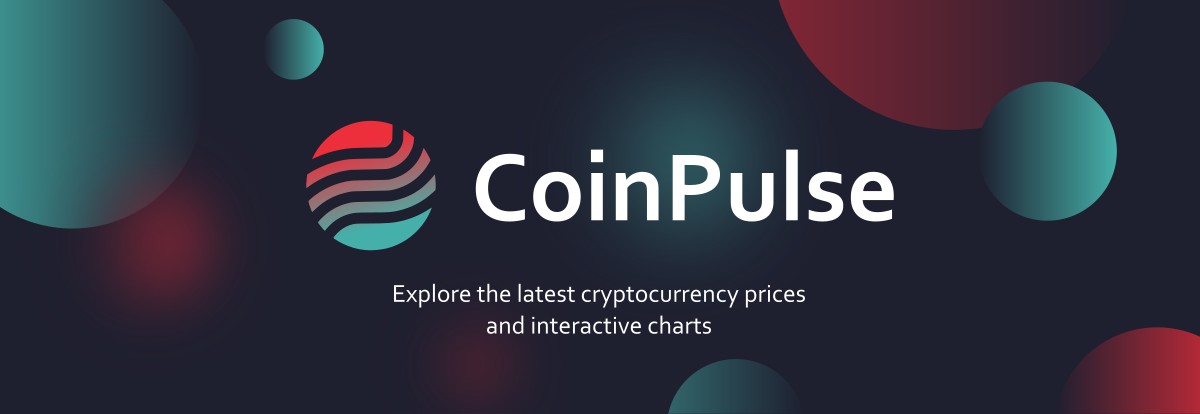 CoinPulse
Explore the latest cryptocurrency prices
and interactive charts